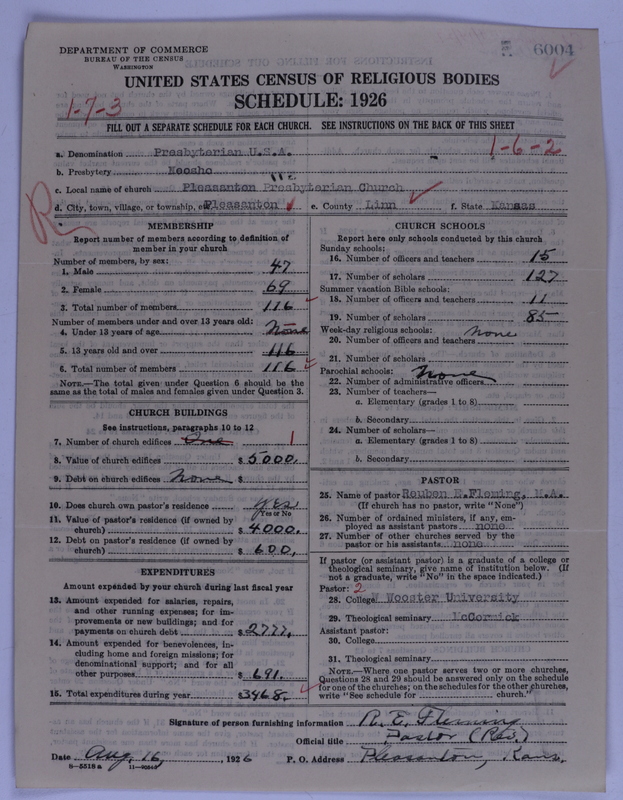 DEPARTMENT OF COMMERCE
BUREAU OF THE CENSUS
WASHINGTON
6004
UNITED STATES CENSUS OF RELIGIOUS BODIES
SCHEDULE: 1926
1-7-3
FILL OUT A SEPARATE SCHEDULE FOR EACH CHURCH. SEE INSTRUCTIONS ON THE BACK OF THIS SHEET
1-6-2
a. Denomination Presbyterian U.S.A.
b. Presbytery Neosho
c. Local name of church Pleasanton Presbyterian Church
d. City, town, village, or township, etc. Pleasanton e. County Linn f. State Kansas
MEMBERSHIP
Report number of members according to definition of
member in your church
Number of members, by sex:
1. Male 47
2. Female 69
3. Total number of members 116
Number of members under and over 13 years old:
4. Under 13 years of age None
5. 13 years old and over 116
6. Total number of members 116
NOTE.—The total given under Question 6 should be
same as the total of males and females given under Question 3.
CHURCH BUILDINGS
See instructions, paragraphs 10 to 12
7. Number of church edifices One 1
8. Value of church edifices $ 5000.
9. Debt on church edifices None $
10. Does church own pastor's residence yes
Yes or No
11. Value of pastor's residence (if owned by
church) $ 4000.
12. Debt on pastor's residence (if owned by
church) $ 600.
EXPENDITURES
Amount expended by your church during last fiscal year
13. Amount expended for salaries, repairs,
and other running expenses; for im-
provements or new buildings; and for
payments on church debt $ 2777.
14. Amount expended for benevolences, in-
cluding home and foreign missions; for
denominational support; and for all
other purposes $ 691.
15. Total expenditures during year $ 3468.
CHURCH SCHOOLS
Report here only schools conducted by this church
Sunday schools:
16. Number of officers and teachers 15
17. Number of scholars 127
Summer vacation Bible schools:
18. Number of officers and teachers 11
19. Number of scholars 85
Week-day religious schools: none
20. Number of officers and teachers
21. Number of scholars
Parochial schools: None
22. Number of administrative officers
23. Number of teachers—
a. Elementary (grades 1 to 8)
b. Secondary
24. Number of scholars—
a. Elementary (grades 1 to 8)
b. Secondary
PASTOR
25. Name of pastor Reuben E.Fleming, M.A.
(If church has no pastor, write "None")
26. Number of ordained ministers, if any, em-
ployed as assistant pastors none
27. Number of other churches served by the
pastor or his assistants none
If pastor (or assistant pastor) is a graduate of a college or
theological seminary, give name of institution below. (If
not a graduate, write "No" in the space indicated.)
Pastor: 2
28. College W Wooster University
29. Theological seminary McCormick
Assistant pastor:
30. College
31. Theological seminary
NOTE.—Where one pastor serves two or more churches,
Questions 28 and 29 should be answered only on the schedule
for one of the churches; on the schedules for the other churches,
write "See schedule for church."
Signature of person furnishing information R. E. Fleming
Official title Pastor
Date Aug. 16, 1926 P. O. Address Pleasanton, Kans.
8-5518a